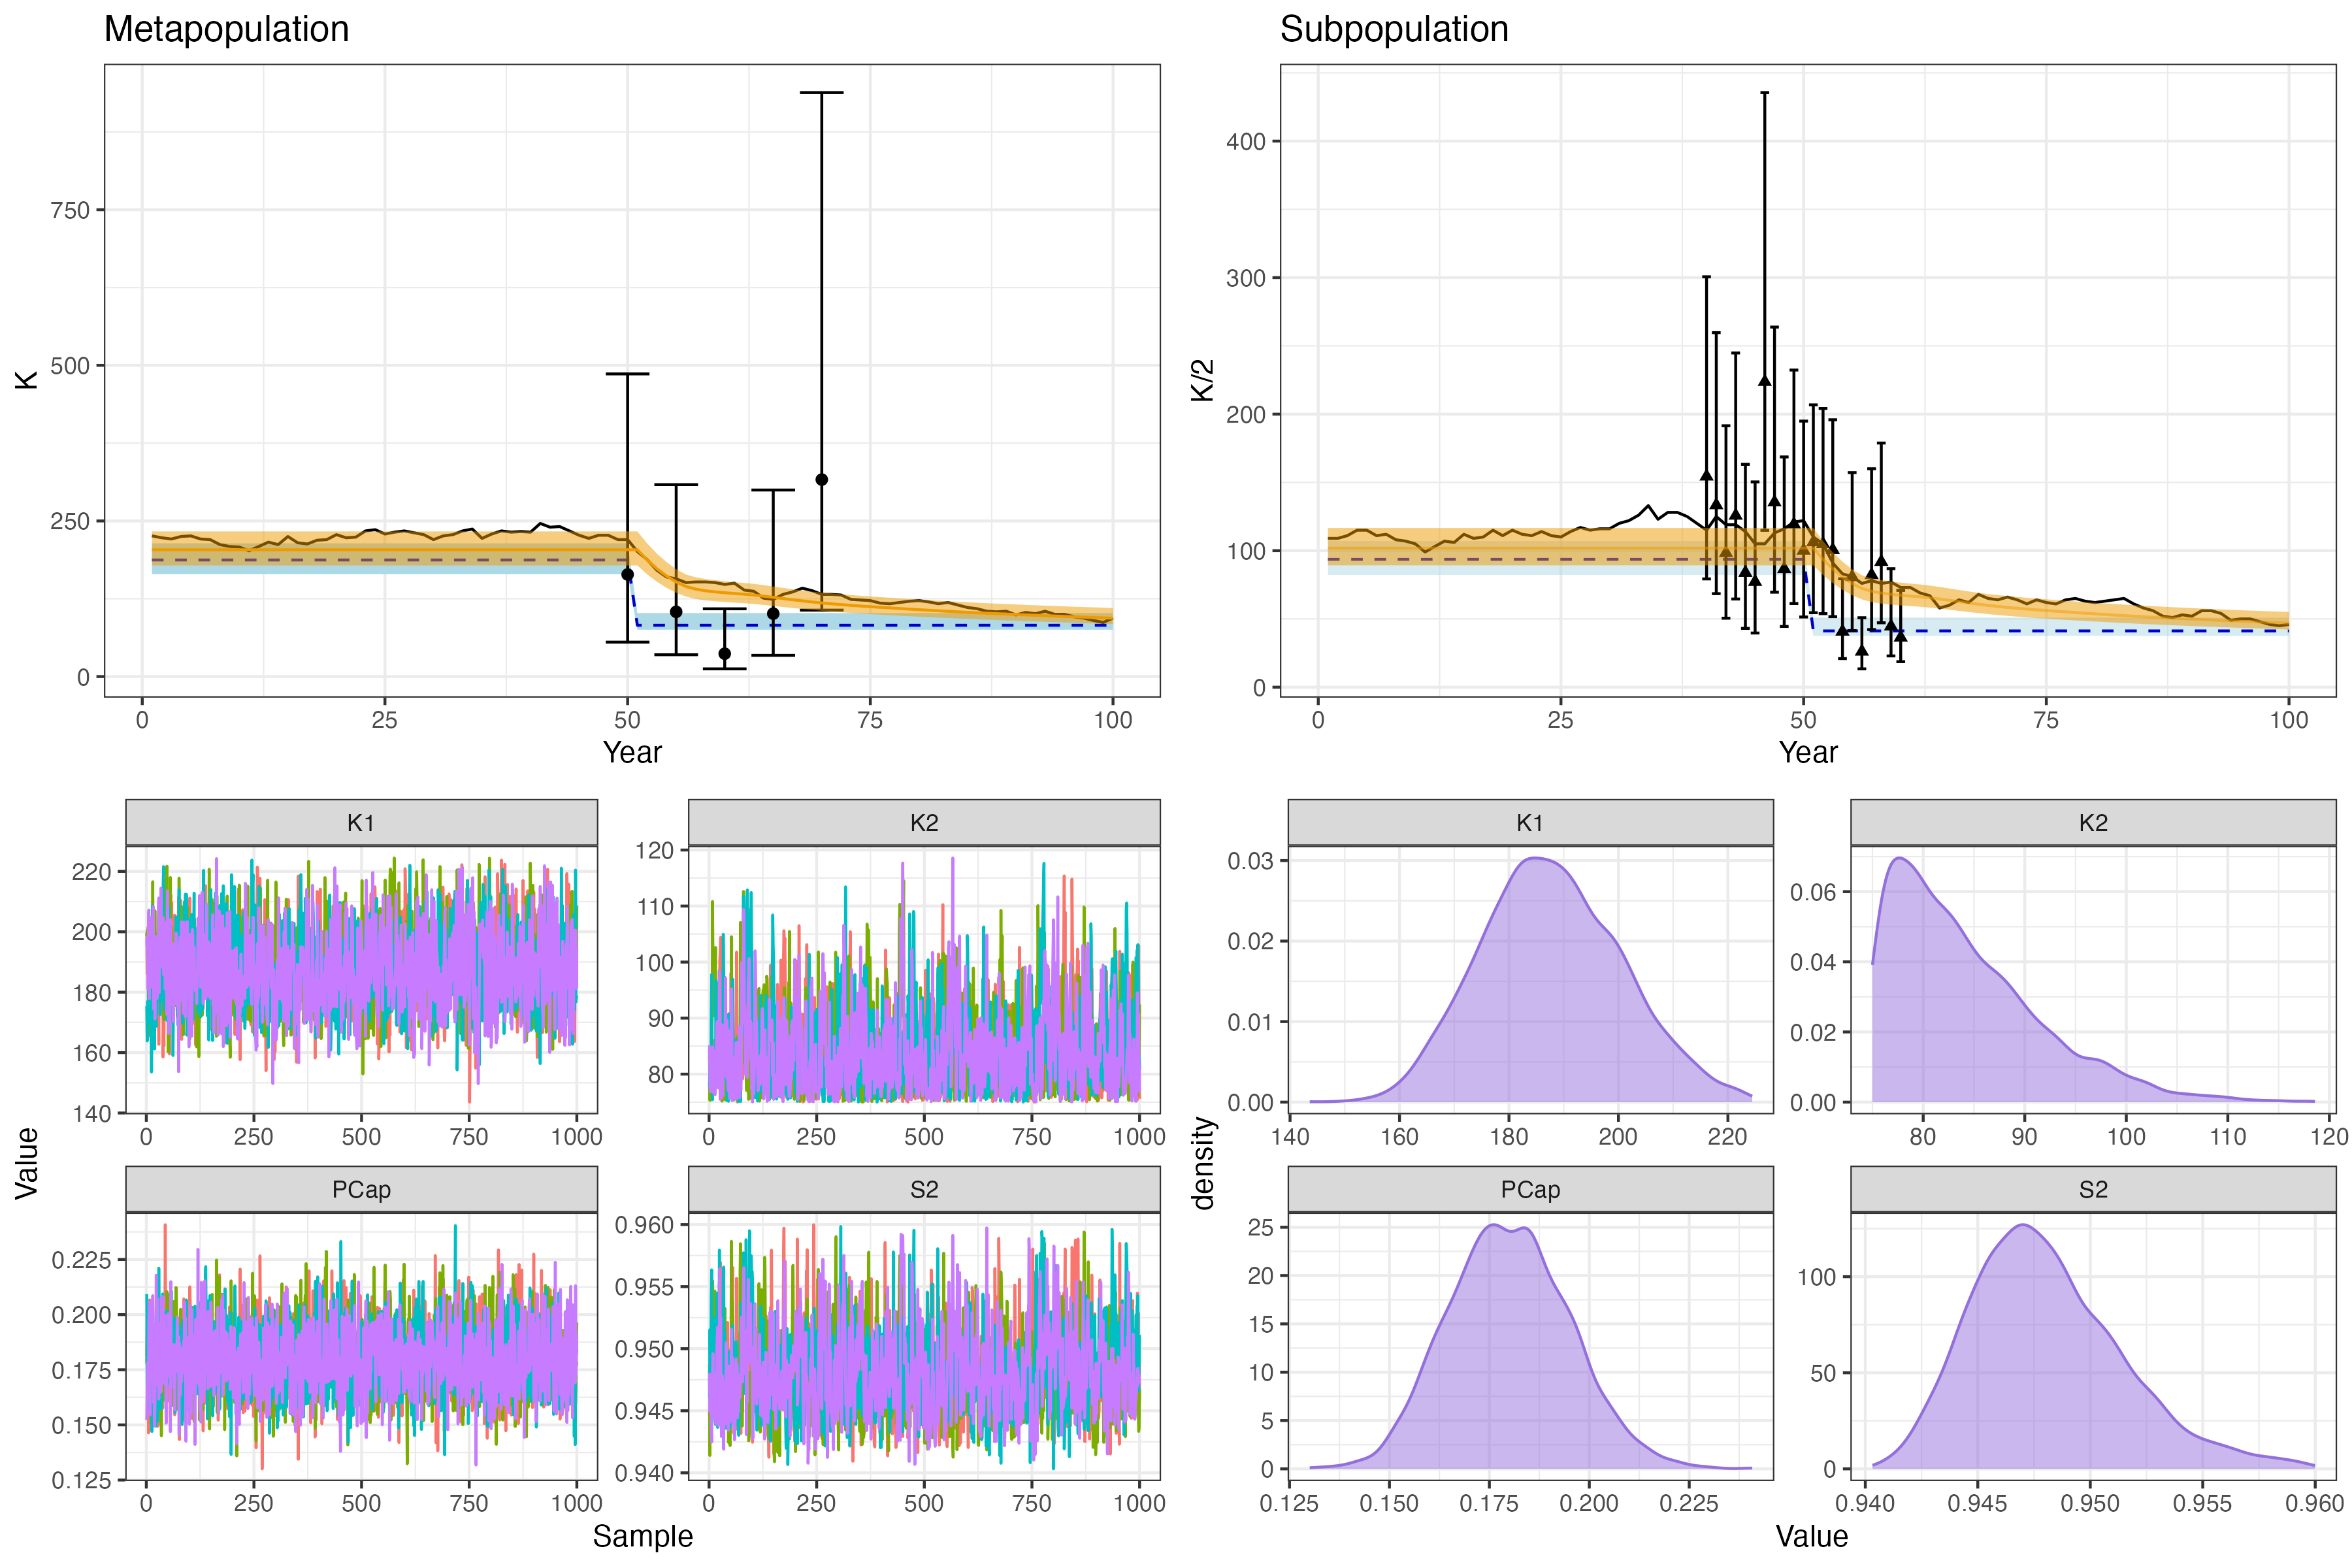 Metapopulation
K
750
500
250
0
0 25 50 75 100
Year
Subpopulation
K/2
400
300
200
100
0
0 25 50 75 100
Year
Value
K1
220
200
180
160
140
0 250 500 750 1000
K2
120
110
100
90
80
0 250 500 750 1000
PCap
0.225
0.200
0.175
0.150
0.125
0 250 500 750 1000
S2
0.960
0.955
0.950
0.945
0.940
0 250 500 750 1000
Sample
density
K1
0.03
0.02
0.01
0.00
140 160 180 200 220
K2
0.06
0.04
0.02
0.00
80 90 100 110 120
PCap
25
20
15
10
5
0
0.125 0.150 0.175 0.200 0.225
S2
100
50
0
0.940 0.945 0.950 0.955 0.960
Value